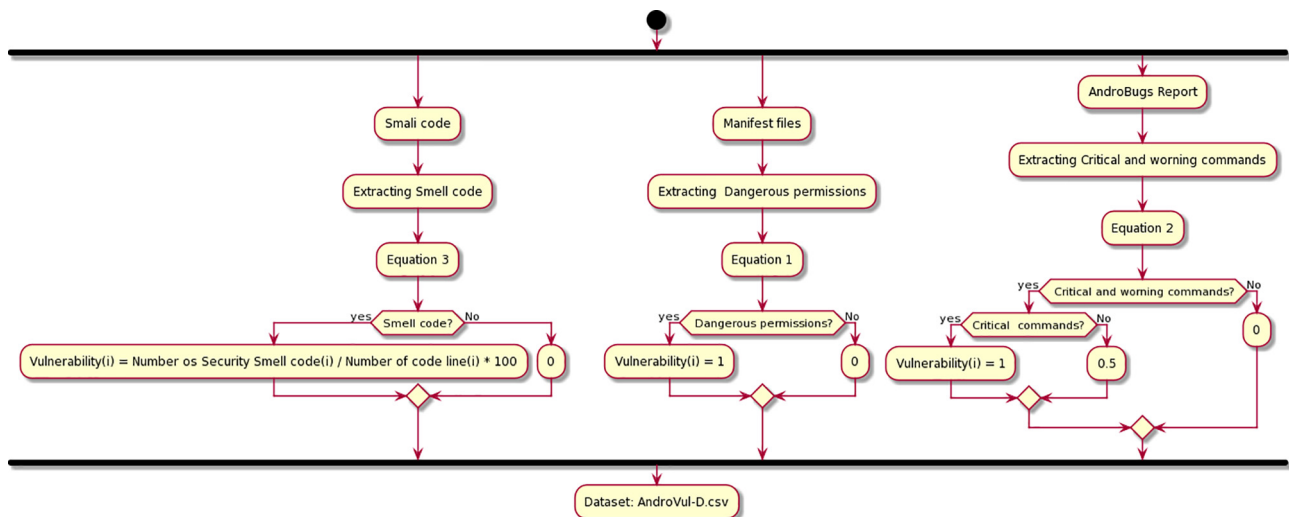 Smali code
Extracting Smell code
Equation 3
yes
Smell code?
No
Vulnerability(i) = Number os Security Smell code(i) / Number of code line(i) * 100
0
Manifest files
Extracting Dangerous permissions
Equation 1
yes
Dangerous permissions?
No
Vulnerability(i) = 1
0
AndroBugs Report
Extracting Critical and worning commands
Equation 2
yes
Critical and worning commands?
No
yes
Critical commands?
No
Vulnerability(i) = 1
0.5
0
Dataset: AndroVul-D.csv